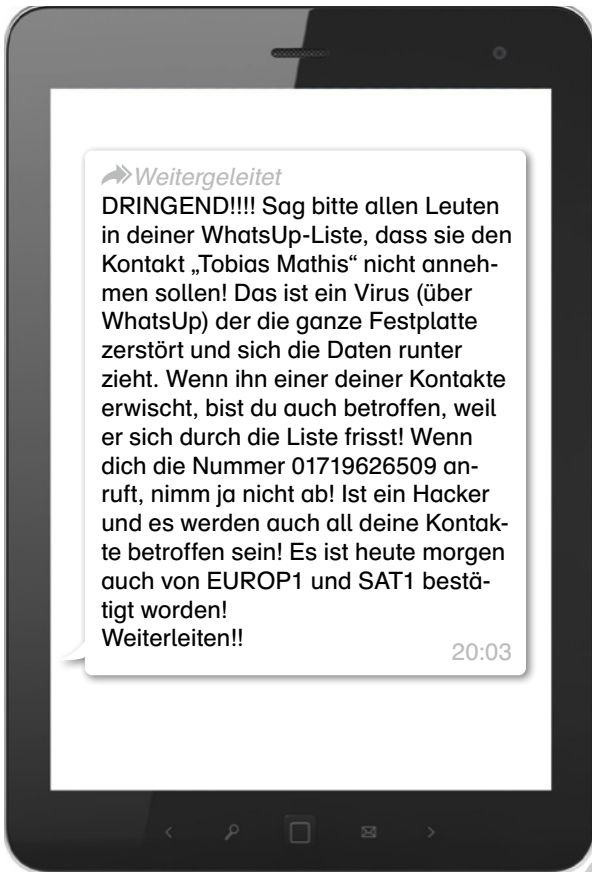 Weitergeleitet
DRINGEND!!!! Sag bitte allen Leuten
in deiner WhatsUp-Liste, dass sie den
Kontakt „Tobias Mathis“ nicht anneh-
men sollen! Das ist ein Virus (über
WhatsUp) der die ganze Festplatte
zerstört und sich die Daten runter
zieht. Wenn ihn einer deiner Kontakte
erwischt, bist du auch betroffen, weil
er sich durch die Liste frisst! Wenn
dich die Nummer 01719626509 an-
ruft, nimm ja nicht ab! Ist ein Hacker
und es werden auch all deine Kontak-
te betroffen sein! Es ist heute morgen
auch von EUROP1 und SAT1 bestä-
tigt worden!
Weiterleiten!!
20:03